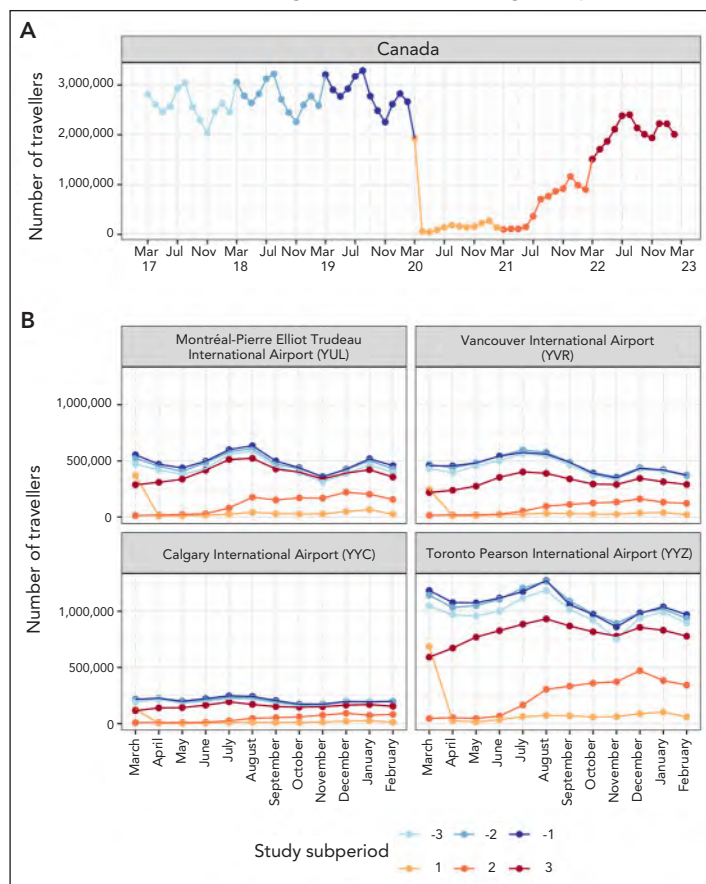 A
Canada
Number of travellers
3,000,000
2,000,000
1,000,000
0
Mar Jul Nov Mar Jul Nov Mar Jul Nov Mar Jul Nov Mar Jul Nov Mar Jul Nov Mar
17 18 19 20 21 22 23
B
Montréal-Pierre Elliot Trudeau
International Airport (YUL)
Vancouver International Airport
(YVR)
1,000,000
500,000
0
Calgary International Airport (YYC)
Toronto Pearson International Airport (YYZ)
Number of travellers
1,000,000
500,000
0
March April May June July August September October November December January February
March April May June July August September October November December January February
Study subperiod
-3 -2 -1
1 2 3